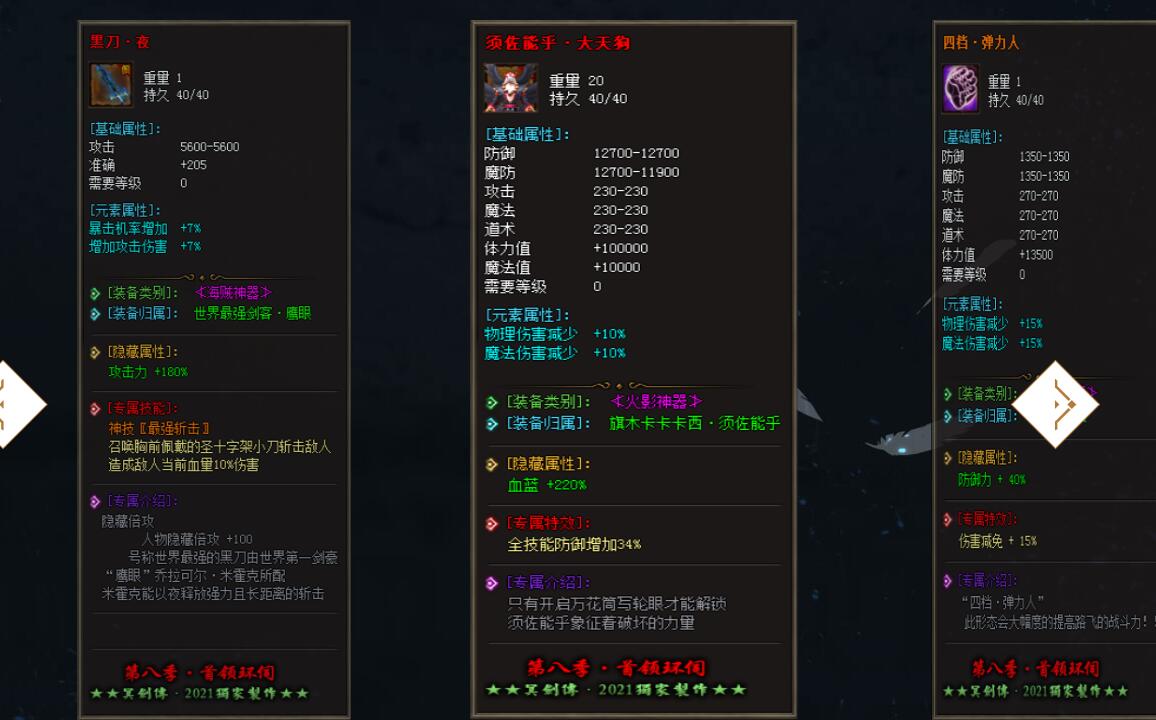 黑刀·夜
重量 1
持久 40/40
[基础属性]:
攻击 5600-5600
准确 +205
需要等级 0
[元素属性]:
暴击机率增加 +7%
增加攻击伤害 +7%
[装备类别]: ≮海贼神器≯
[装备归属]: 世界最强剑客·鹰眼
[隐藏属性]:
攻击力 +180%
[专属技能]:
神技〖最强斩击〗
召唤胸前佩戴的圣十字架小刀斩击敌人
造成敌人当前血量10%伤害
[专属介绍]:
隐藏倍攻
人物隐藏倍攻 +100
号称世界最强的黑刀由世界第一剑豪
“鹰眼”乔拉可尔·米霍克所配
米霍克能以夜释放强力且长距离的斩击
第八季·首领环伺
★★冥剑传·2021獨家製作★★
须佐能乎·大天狗
重量 20
持久 40/40
[基础属性]:
防御 12700-12700
魔防 12700-11900
攻击 230-230
魔法 230-230
道术 230-230
体力值 +100000
魔法值 +10000
需要等级 0
[元素属性]:
物理伤害减少 +10%
魔法伤害减少 +10%
[装备类别]: ≮火影神器≯
[装备归属]: 旗木卡卡卡西·须佐能乎
[隐藏属性]:
血蓝 +220%
[专属特效]:
全技能防御增加34%
[专属介绍]:
只有开启万花筒写轮眼才能解锁
须佐能乎象征着破坏的力量
第八季·首领环伺
★★冥剑传·2021獨家製作★★
四档·弹力人
重量 1
持久 40/40
[基础属性]:
防御 1350-1350
魔防 1350-1350
攻击 270-270
魔法 270-270
道术 270-270
体力值 +13500
需要等级 0
[元素属性]:
物理伤害减少 +15%
魔法伤害减少 +15%
[装备类别]:
[装备归属]:
[隐藏属性]:
防御力 + 40%
[专属特效]:
伤害减免 + 15%
[专属介绍]:
“四档·弹力人”
此形态会大幅度的提高路飞的战斗力!
第八季·首领环伺
★★冥剑传·2021獨家製作★★